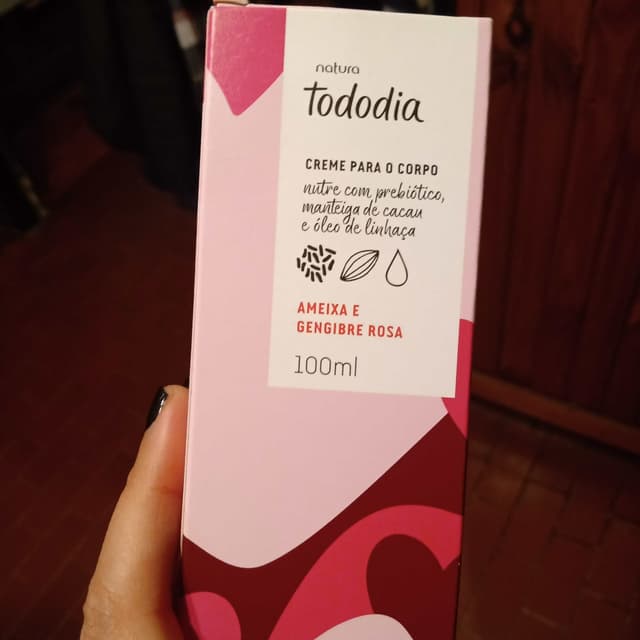 natura
Tododia
CREME PARA O CORPO
nutre com prebiótico,
manteiga de cacau
e óleo de linhaça
AMEIXA E
GENGIBRE ROSA
100ml